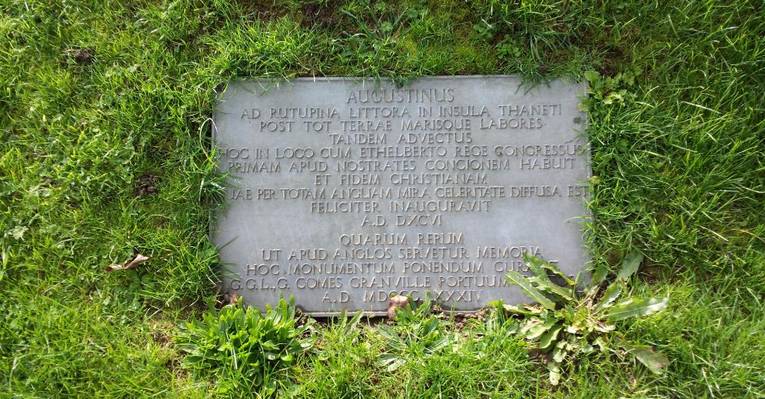 AUGUSTINUS
AD RUTUPINA LITTORA IN INSULA THANETI
POST TOT TERRAE MARISQUE LABORES
TANDEM ADVECTUS
HOC IN LOCO CUM ETHELBERTO REGE CONGRESSUS
PRIMAM APUD NOSTRATES CONCIONEM HABUIT
ET FIDEM CHRISTIANAM
PER TOTAM ANGLIAM MIRA CELERITATE DIFFUSA EST
FELICITER INAUGURAVIT
A.D. DXCVI
QUARUM RERUM
UT APUD ANGLOS SERVETUR MEMORIA
HOC MONUMENTUM PONENDUM
G.G.L.G. COMES GRANVILLE PORTUUM
A.D.